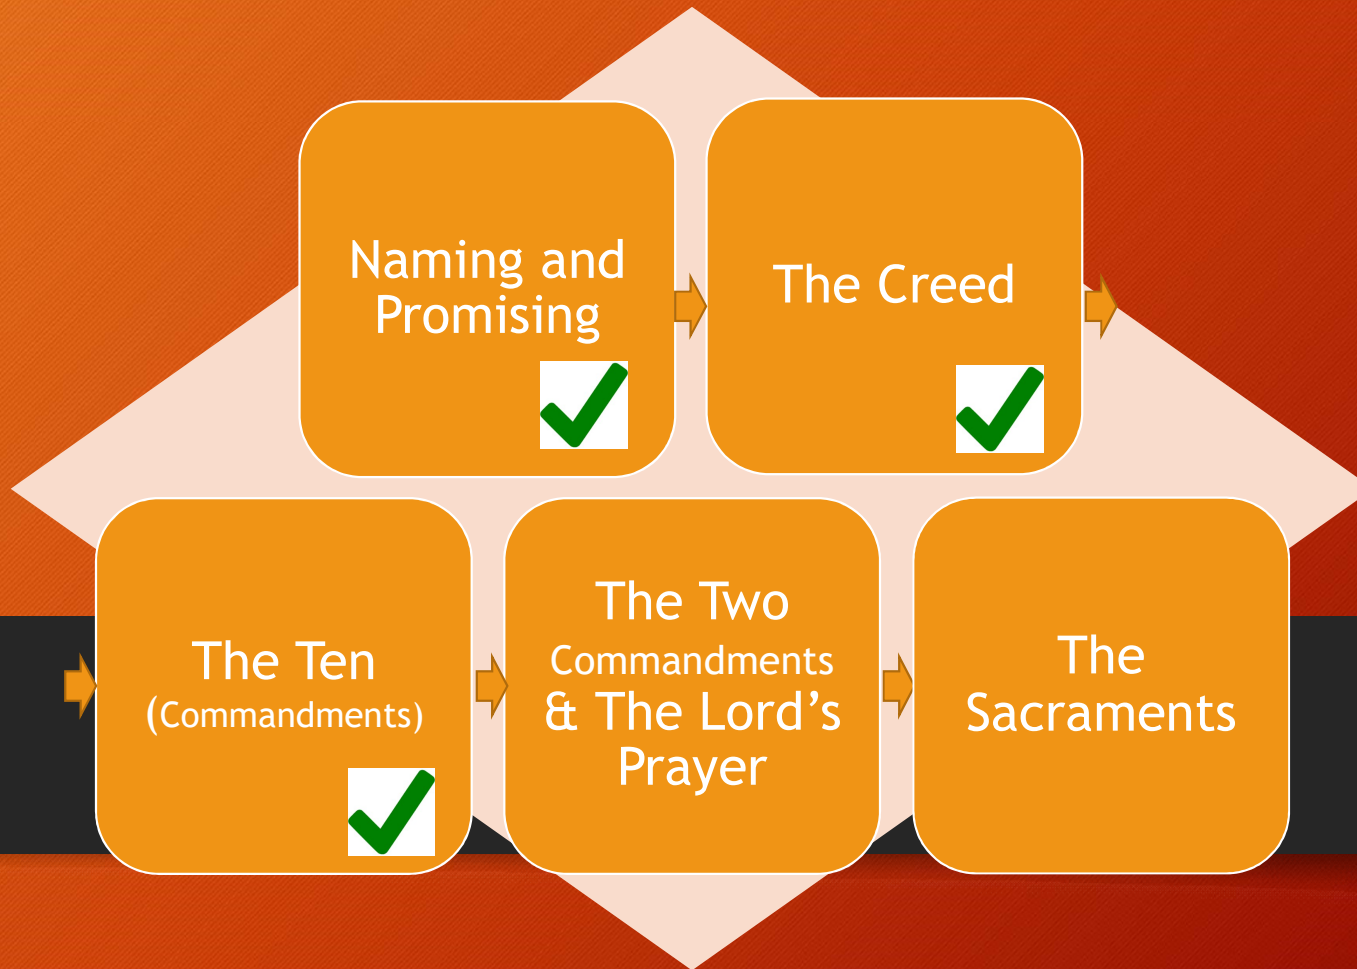 Naming and
Promising
The Creed
The Ten
(Commandments)
The Two
Commandments
& The Lord’s
Prayer
The
Sacraments